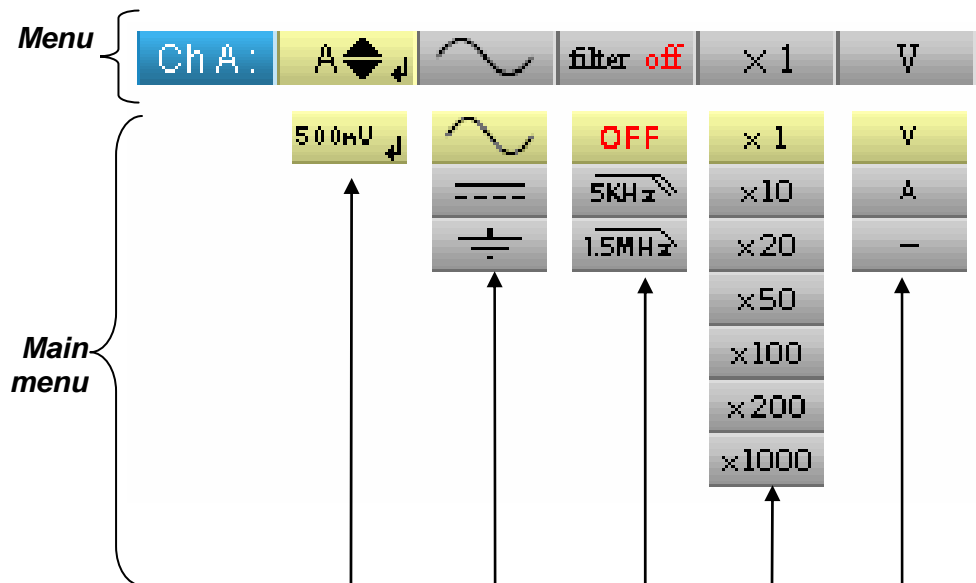 Menu
Ch A: A filter off ×1 V
500mV OFF ×1 V
5KHz ×10 A
1.5MHz ×20 –
×50
Main
menu
×100
×200
×1000